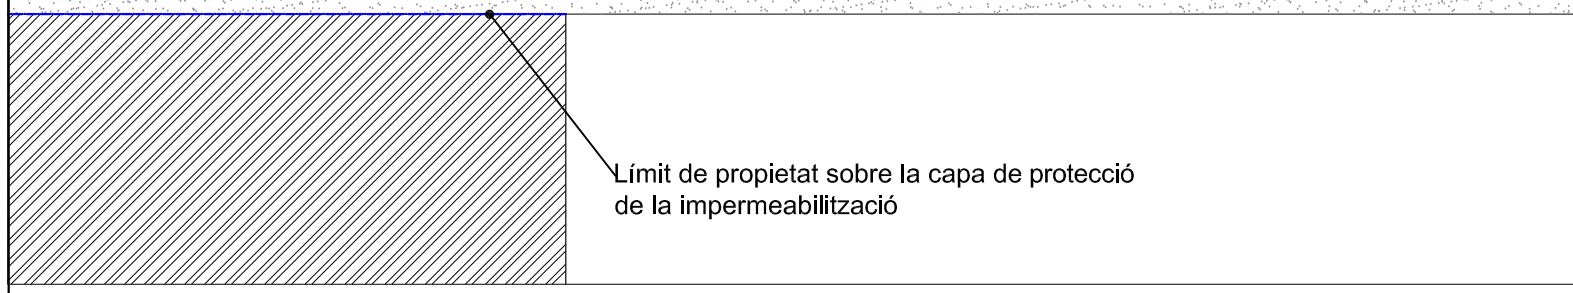 Límit de propietat sobre la capa de protecció
de la impermeabilització